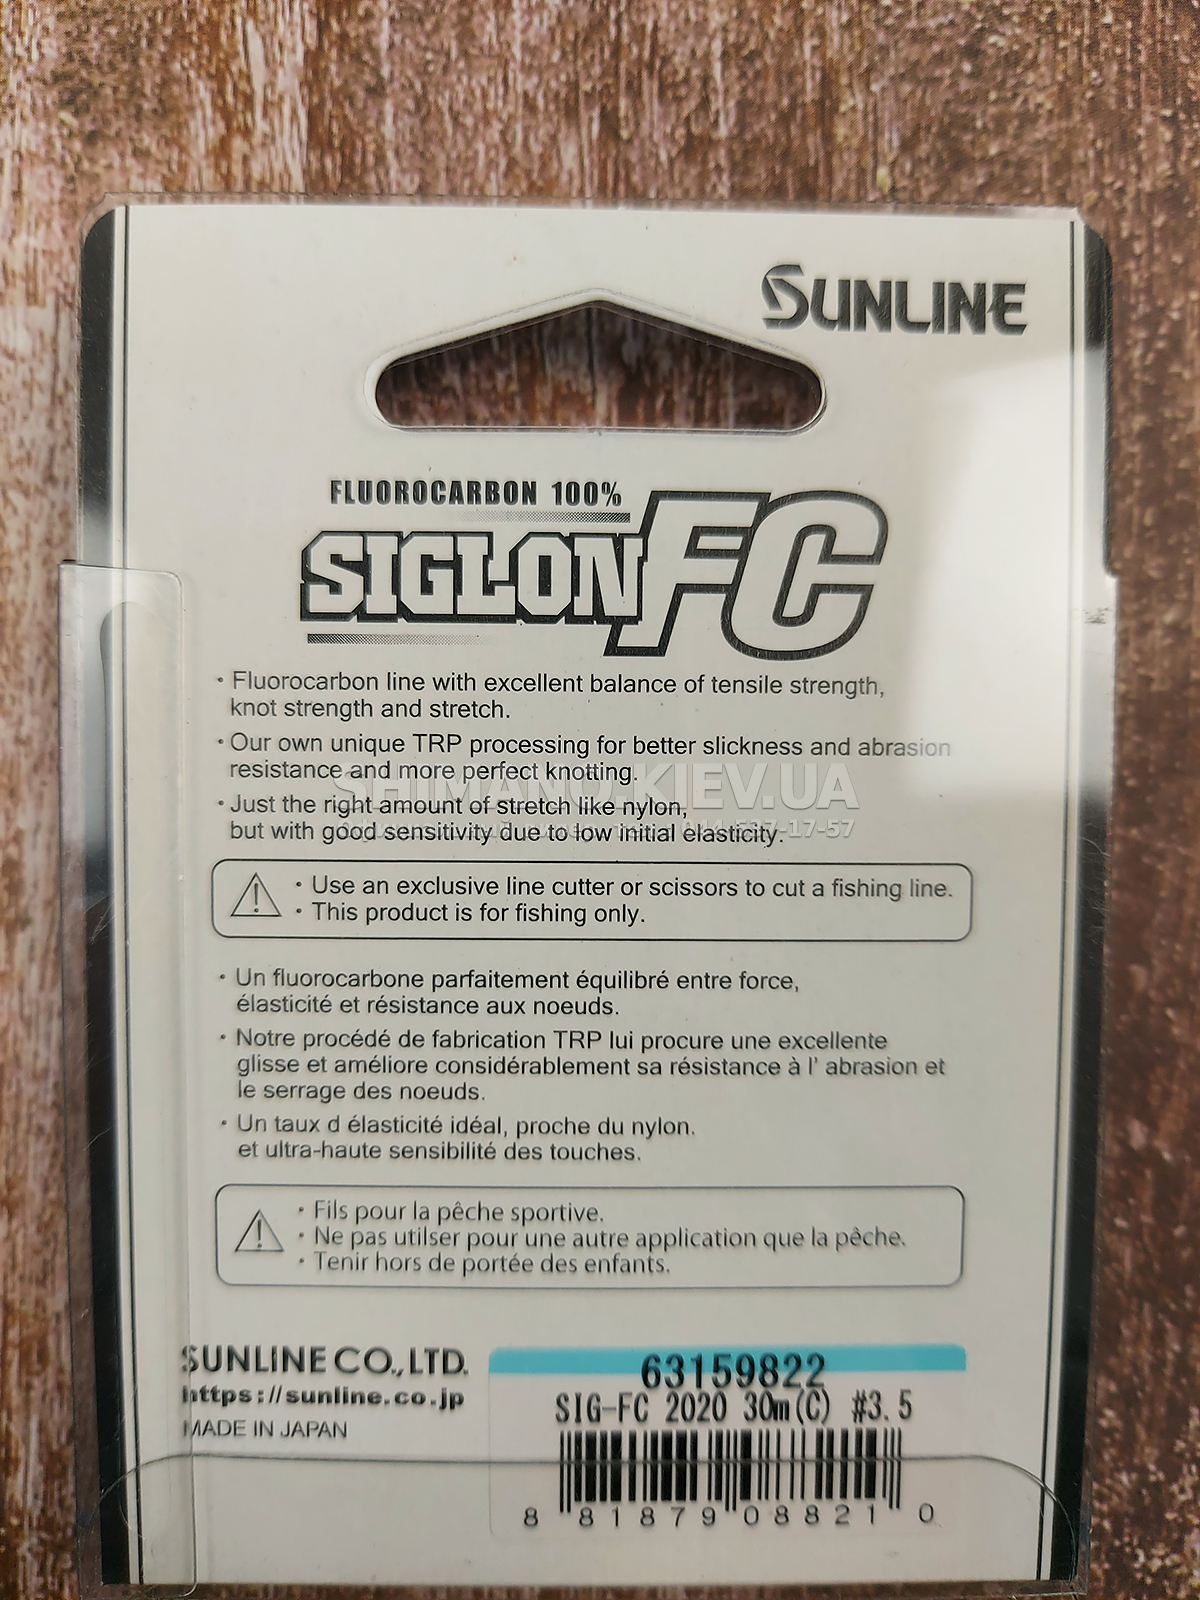 SUNLINE
FLUOROCARBON 100%
SIGLON FC
・Fluorocarbon line with excellent balance of tensile strength,
knot strength and stretch.
・Our own unique TRP processing for better slickness and abrasion
resistance and more perfect knotting.
SHIMANO.KIEV.UA
・Just the right amount of stretch like nylon,
but with good sensitivity due to low initial elasticity.
044-537-17-57
・Use an exclusive line cutter or scissors to cut a fishing line.
・This product is for fishing only.
・Un fluorocarbone parfaitement équilibré entre force,
élasticité et résistance aux noeuds.
・Notre procédé de fabrication TRP lui procure une excellente
glisse et améliore considérablement sa résistance à l' abrasion et
le serrage des noeuds.
・Un taux d élasticité idéal, proche du nylon.
et ultra-haute sensibilité des touches.
・Fils pour la pêche sportive.
・Ne pas utilser pour une autre application que la pêche.
・Tenir hors de portée des enfants.
SUNLINE CO.,LTD.
https://sunline.co.jp
MADE IN JAPAN
63159822
SIG-FC 2020 30m(C) #3.5
8 81879 08821 0